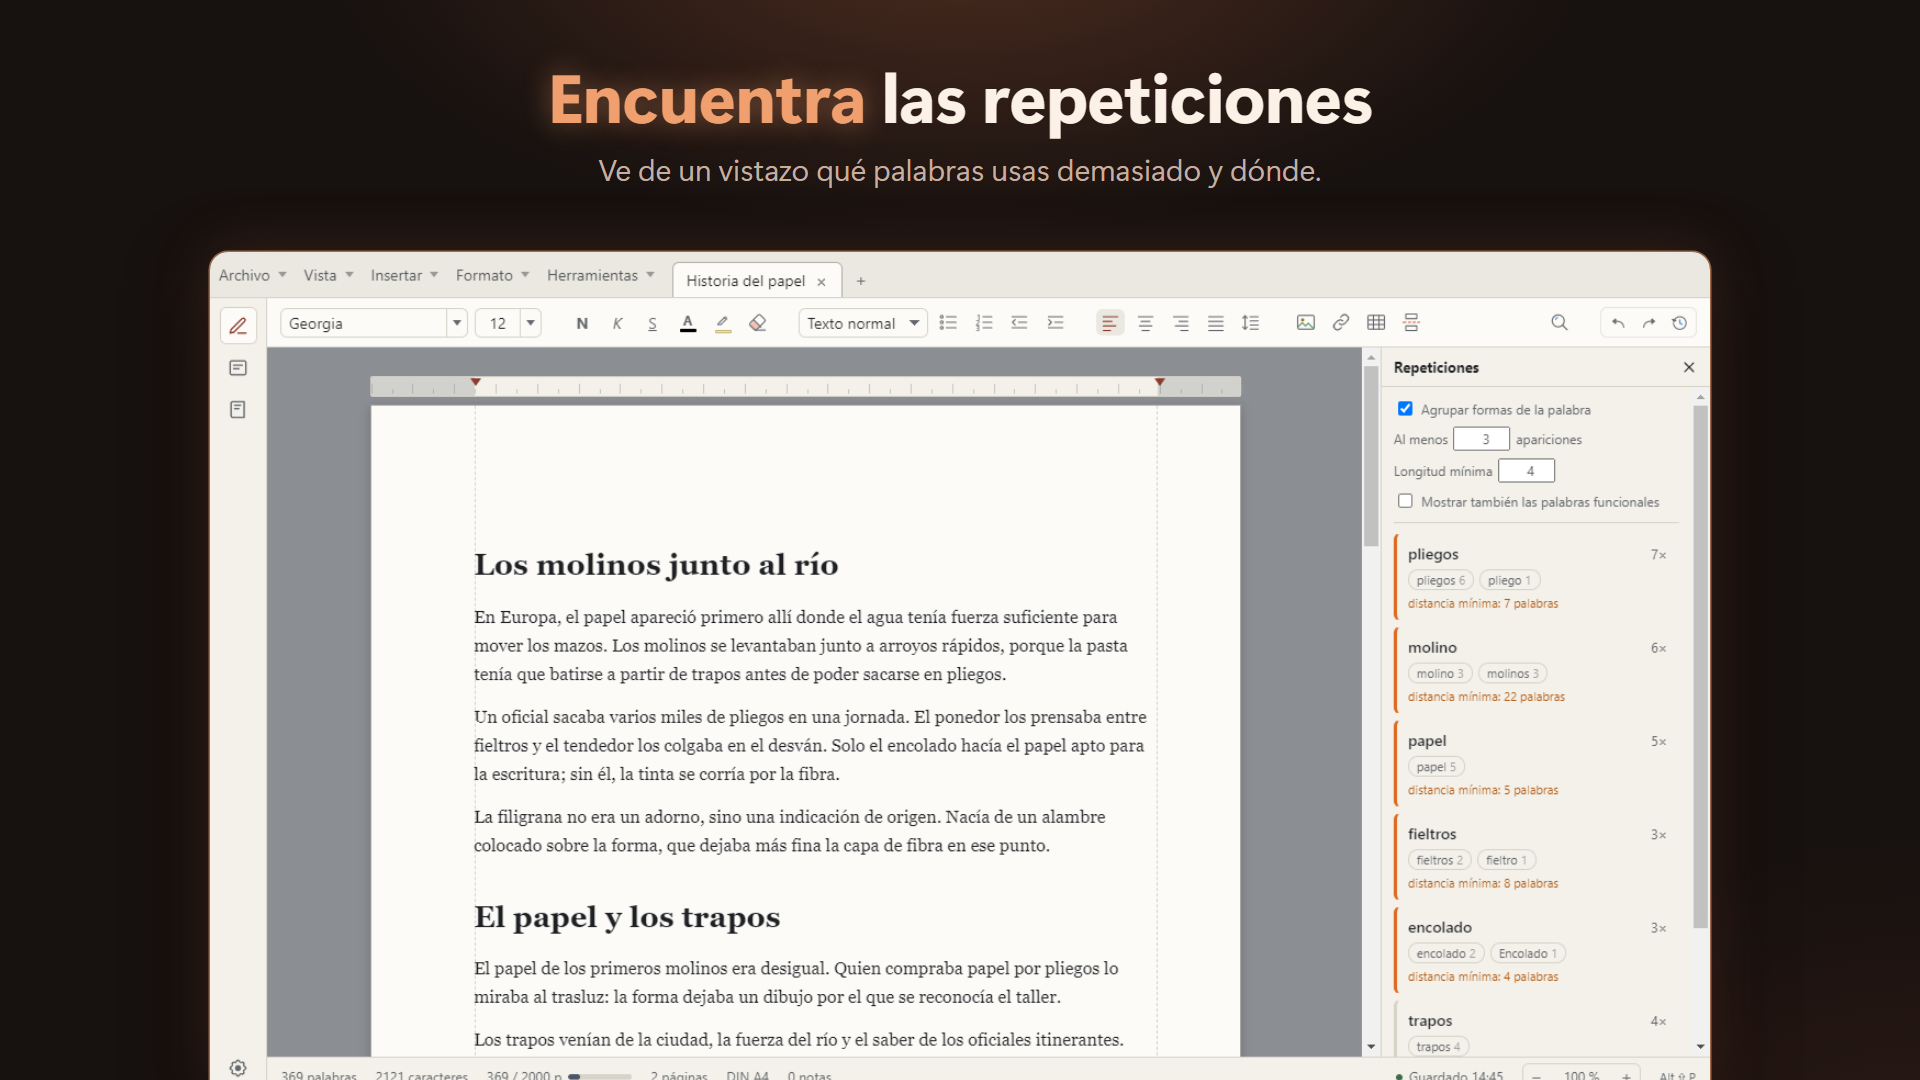 Encuentra las repeticiones
Ve de un vistazo qué palabras usas demasiado y dónde.
Archivo Vista Insertar Formato Herramientas Historia del papel × +
Georgia 12 N K S A Texto normal
Repeticiones
Agrupar formas de la palabra
Al menos 3 apariciones
Longitud mínima 4
Mostrar también las palabras funcionales
pliegos 7×
pliegos 6 pliego 1
distancia mínima: 7 palabras
molino 6×
molino 3 molinos 3
distancia mínima: 22 palabras
papel 5×
papel 5
distancia mínima: 5 palabras
fieltros 3×
fieltros 2 fieltro 1
distancia mínima: 8 palabras
encolado 3×
encolado 2 Encolado 1
distancia mínima: 4 palabras
trapos 4×
trapos 4
Los molinos junto al río
En Europa, el papel apareció primero allí donde el agua tenía fuerza suficiente para
mover los mazos. Los molinos se levantaban junto a arroyos rápidos, porque la pasta
tenía que batirse a partir de trapos antes de poder sacarse en pliegos.
Un oficial sacaba varios miles de pliegos en una jornada. El ponedor los prensaba entre
fieltros y el tendedor los colgaba en el desván. Solo el encolado hacía el papel apto para
la escritura; sin él, la tinta se corría por la fibra.
La filigrana no era un adorno, sino una indicación de origen. Nacía de un alambre
colocado sobre la forma, que dejaba más fina la capa de fibra en ese punto.
El papel y los trapos
El papel de los primeros molinos era desigual. Quien compraba papel por pliegos lo
miraba al trasluz: la forma dejaba un dibujo por el que se reconocía el taller.
Los trapos venían de la ciudad, la fuerza del río y el saber de los oficiales itinerantes.
369 palabras 2121 caracteres 369 / 2000 p 2 páginas DIN A4 0 notas Guardado 14:45 − 100 % + Alt ⇧ P